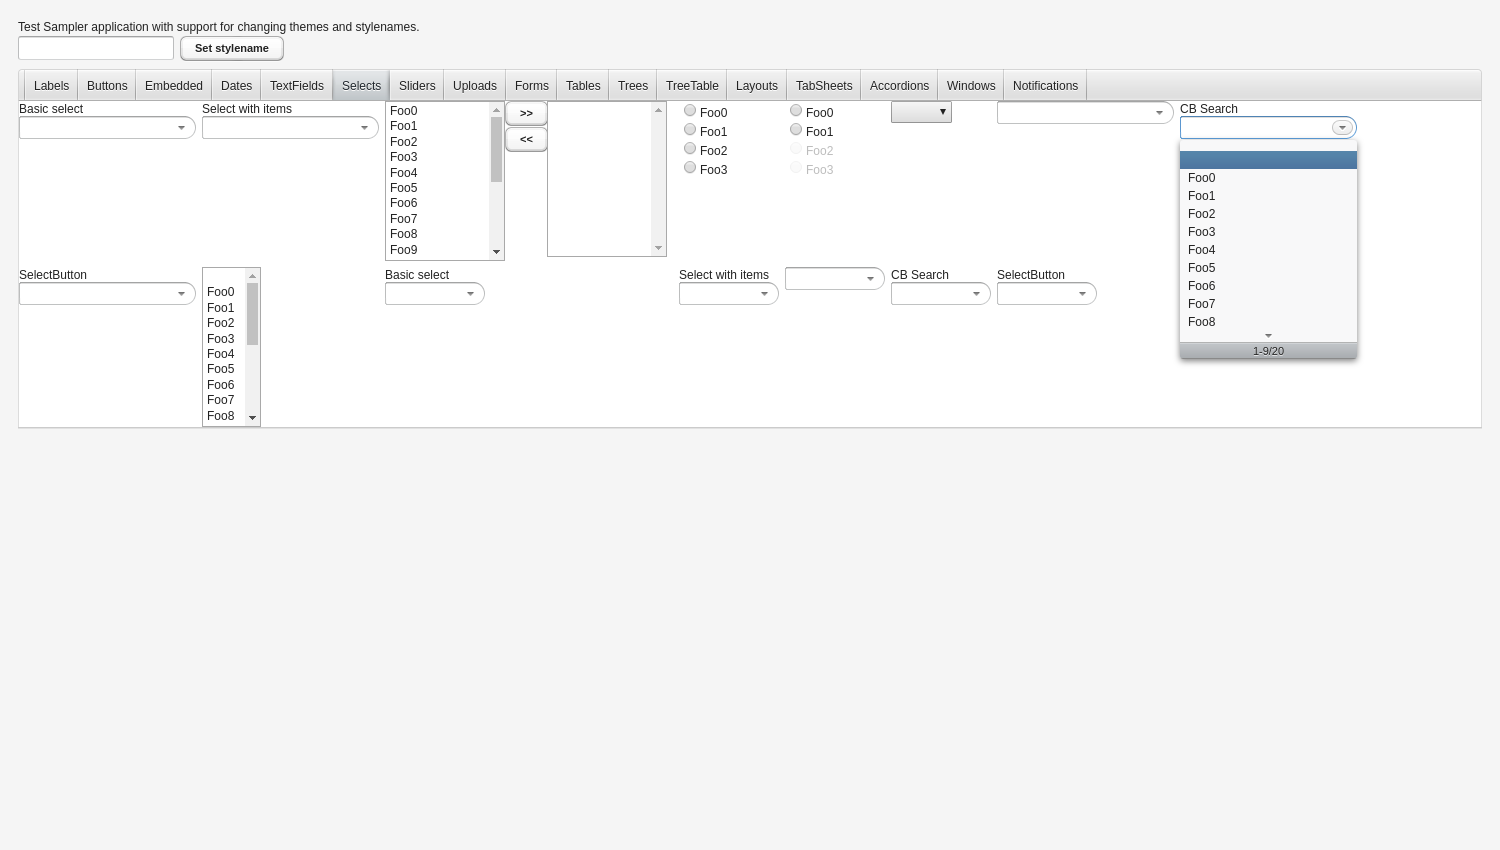 Test Sampler application with support for changing themes and stylenames.
Set stylename
Labels Buttons Embedded Dates TextFields Selects Sliders Uploads Forms Tables Trees TreeTable Layouts TabSheets Accordions Windows Notifications
Basic select
Select with items
Foo0
Foo1
Foo2
Foo3
Foo4
Foo5
Foo6
Foo7
Foo8
Foo9
>>
<<
Foo0
Foo1
Foo2
Foo3
Foo0
Foo1
Foo2
Foo3
CB Search
Foo0
Foo1
Foo2
Foo3
Foo4
Foo5
Foo6
Foo7
Foo8
1-9/20
SelectButton
Foo0
Foo1
Foo2
Foo3
Foo4
Foo5
Foo6
Foo7
Foo8
Basic select
Select with items
CB Search
SelectButton